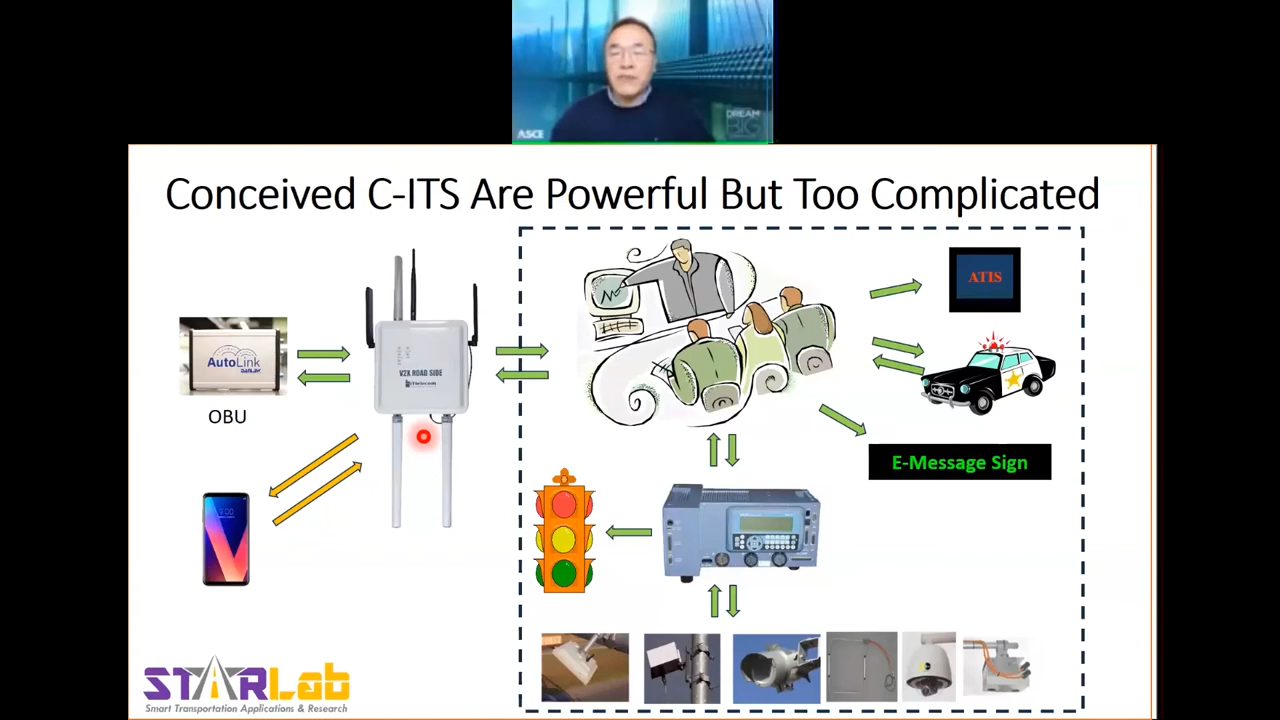 ASCE
DREAM
BIG
Conceived C-ITS Are Powerful But Too Complicated
ATIS
AutoLink
V2X ROAD SIDE
OBU
E-Message Sign
STARLab
Smart Transportation Applications & Research